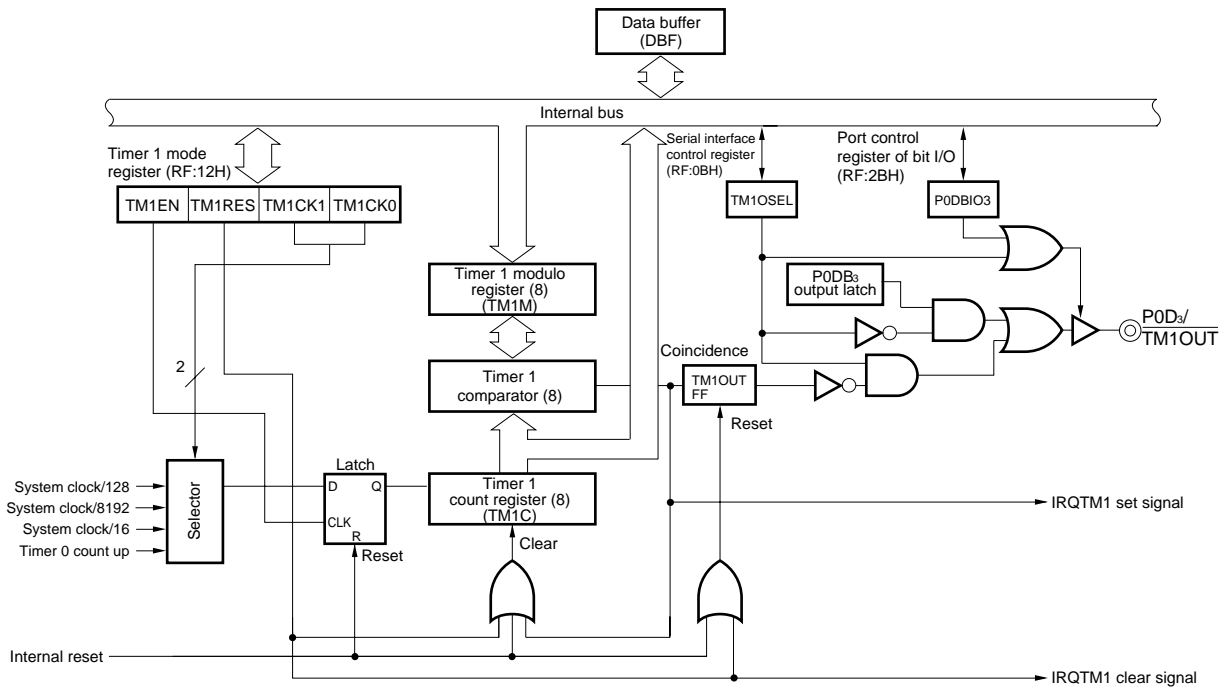 Data buffer
(DBF)
Internal bus
Timer 1 mode
register (RF:12H)
Serial interface
control register
(RF:0BH)
Port control
register of bit I/O
(RF:2BH)
TM1EN TM1RES TM1CK1 TM1CK0
TM1OSEL
P0DBIO3
Timer 1 modulo
register (8)
(TM1M)
P0DB3
output latch
P0D3/
TM1OUT
2
Timer 1
comparator (8)
Coincidence
TM1OUT
FF
Reset
Latch
Timer 1
count register (8)
(TM1C)
D Q
CLK
R
Reset
Clear
System clock/128
System clock/8192
System clock/16
Timer 0 count up
Selector
IRQTM1 set signal
Internal reset
IRQTM1 clear signal